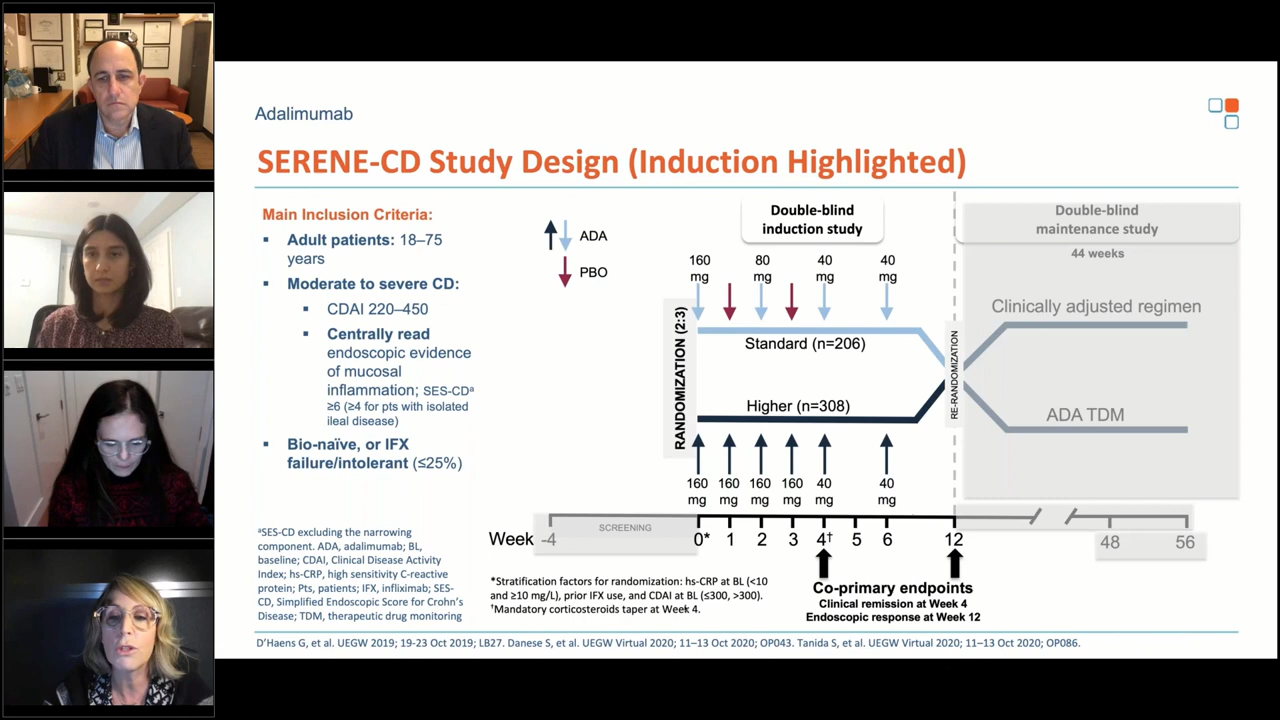 Adalimumab
SERENE-CD Study Design (Induction Highlighted)
Main Inclusion Criteria:
▪ Adult patients: 18–75
years
▪ Moderate to severe CD:
▪ CDAI 220–450
▪ Centrally read
endoscopic evidence
of mucosal
inflammation; SES-CDᵃ
≥6 (≥4 for pts with isolated
ileal disease)
▪ Bio-naïve, or IFX
failure/intolerant (≤25%)
ᵃSES-CD excluding the narrowing
component. ADA, adalimumab; BL,
baseline; CDAI, Clinical Disease Activity
Index; hs-CRP, high sensitivity C-reactive
protein; Pts, patients; IFX, infliximab; SES-
CD, Simplified Endoscopic Score for Crohn's
Disease; TDM, therapeutic drug monitoring
ADA
PBO
Double-blind
induction study
Double-blind
maintenance study
44 weeks
160
mg
80
mg
40
mg
40
mg
RANDOMIZATION (2:3)
Standard (n=206)
Higher (n=308)
RE-RANDOMIZATION
Clinically adjusted regimen
ADA TDM
160
mg
160
mg
160
mg
160
mg
40
mg
40
mg
SCREENING
Week -4 0* 1 2 3 4† 5 6 12 48 56
Co-primary endpoints
Clinical remission at Week 4
Endoscopic response at Week 12
*Stratification factors for randomization: hs-CRP at BL (<10
and ≥10 mg/L), prior IFX use, and CDAI at BL (≤300, >300).
†Mandatory corticosteroids taper at Week 4.
D'Haens G, et al. UEGW 2019; 19-23 Oct 2019; LB27. Danese S, et al. UEGW Virtual 2020; 11–13 Oct 2020; OP043. Tanida S, et al. UEGW Virtual 2020; 11–13 Oct 2020; OP086.